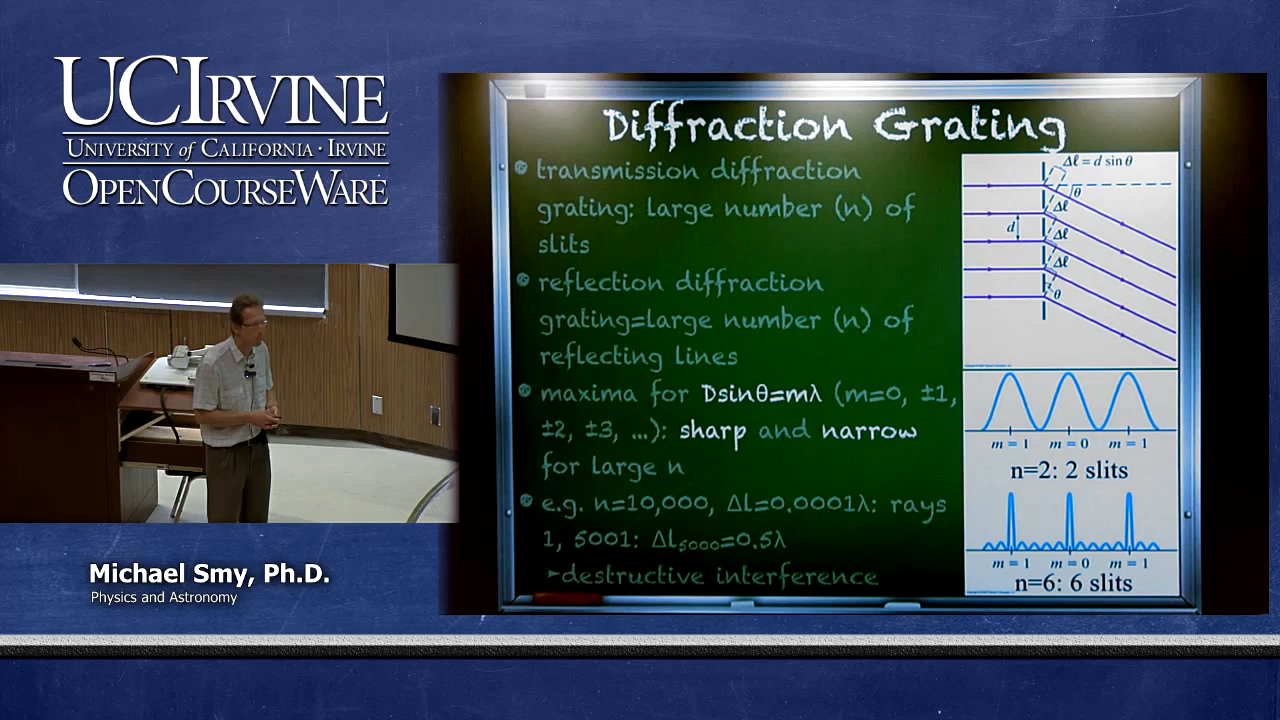 UCIRVINE
UNIVERSITY of CALIFORNIA · IRVINE
OPENCOURSEWARE
Michael Smy, Ph.D.
Physics and Astronomy
Diffraction Grating
transmission diffraction
grating: large number (n) of
slits
reflection diffraction
grating=large number (n) of
reflecting lines
maxima for Dsinθ=mλ (m=0, ±1,
±2, ±3, ...): sharp and narrow
for large n
e.g. n=10,000, Δl=0.0001λ: rays
1, 5001: Δl5000=0.5λ
➢destructive interference
Δℓ = d sin θ
θ
Δℓ
d
Δℓ
Δℓ
θ
m = 1 m = 0 m = 1
n=2: 2 slits
m = 1 m = 0 m = 1
n=6: 6 slits